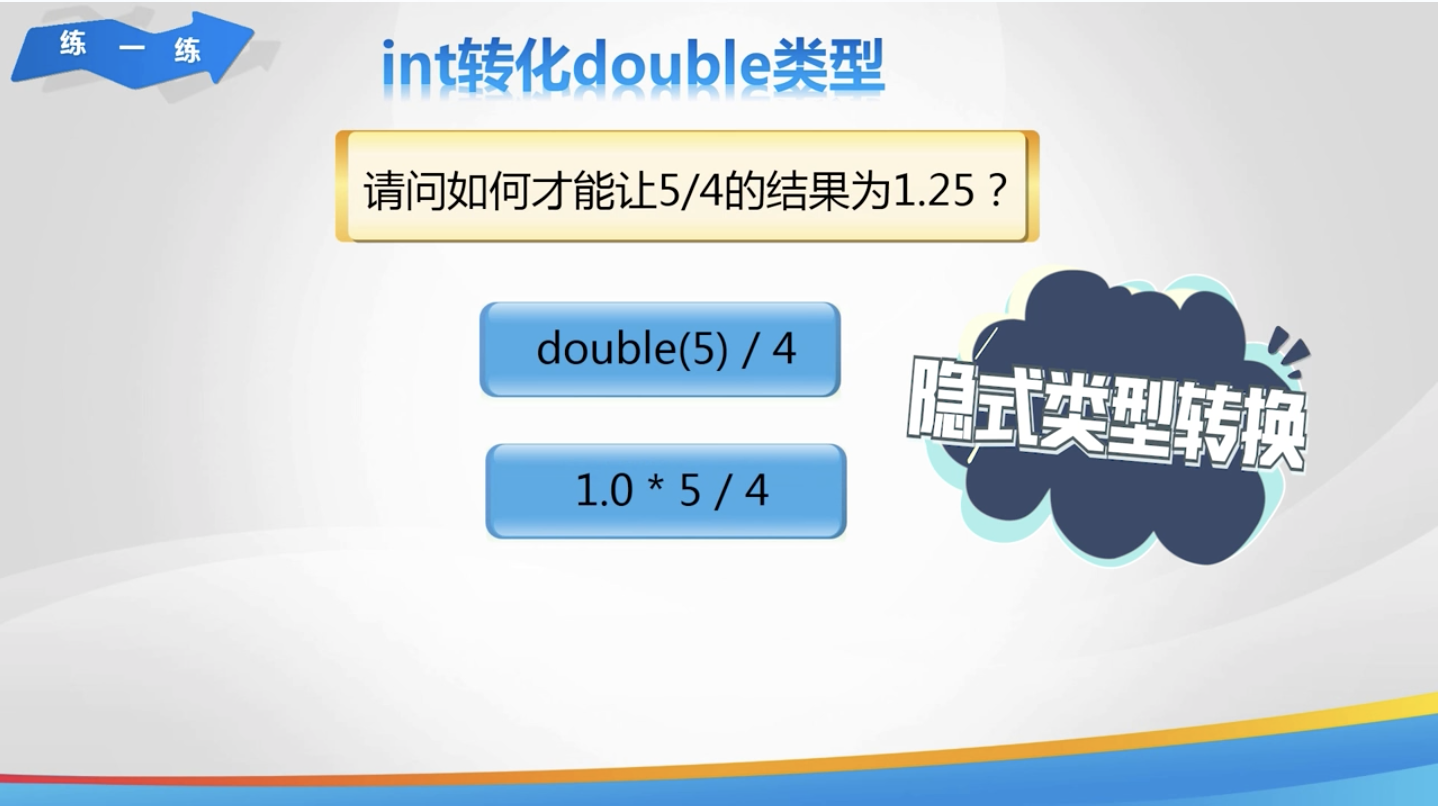 练一练
int转化double类型
请问如何才能让5/4的结果为1.25？
double(5) / 4
隐式类型转换
1.0 * 5 / 4